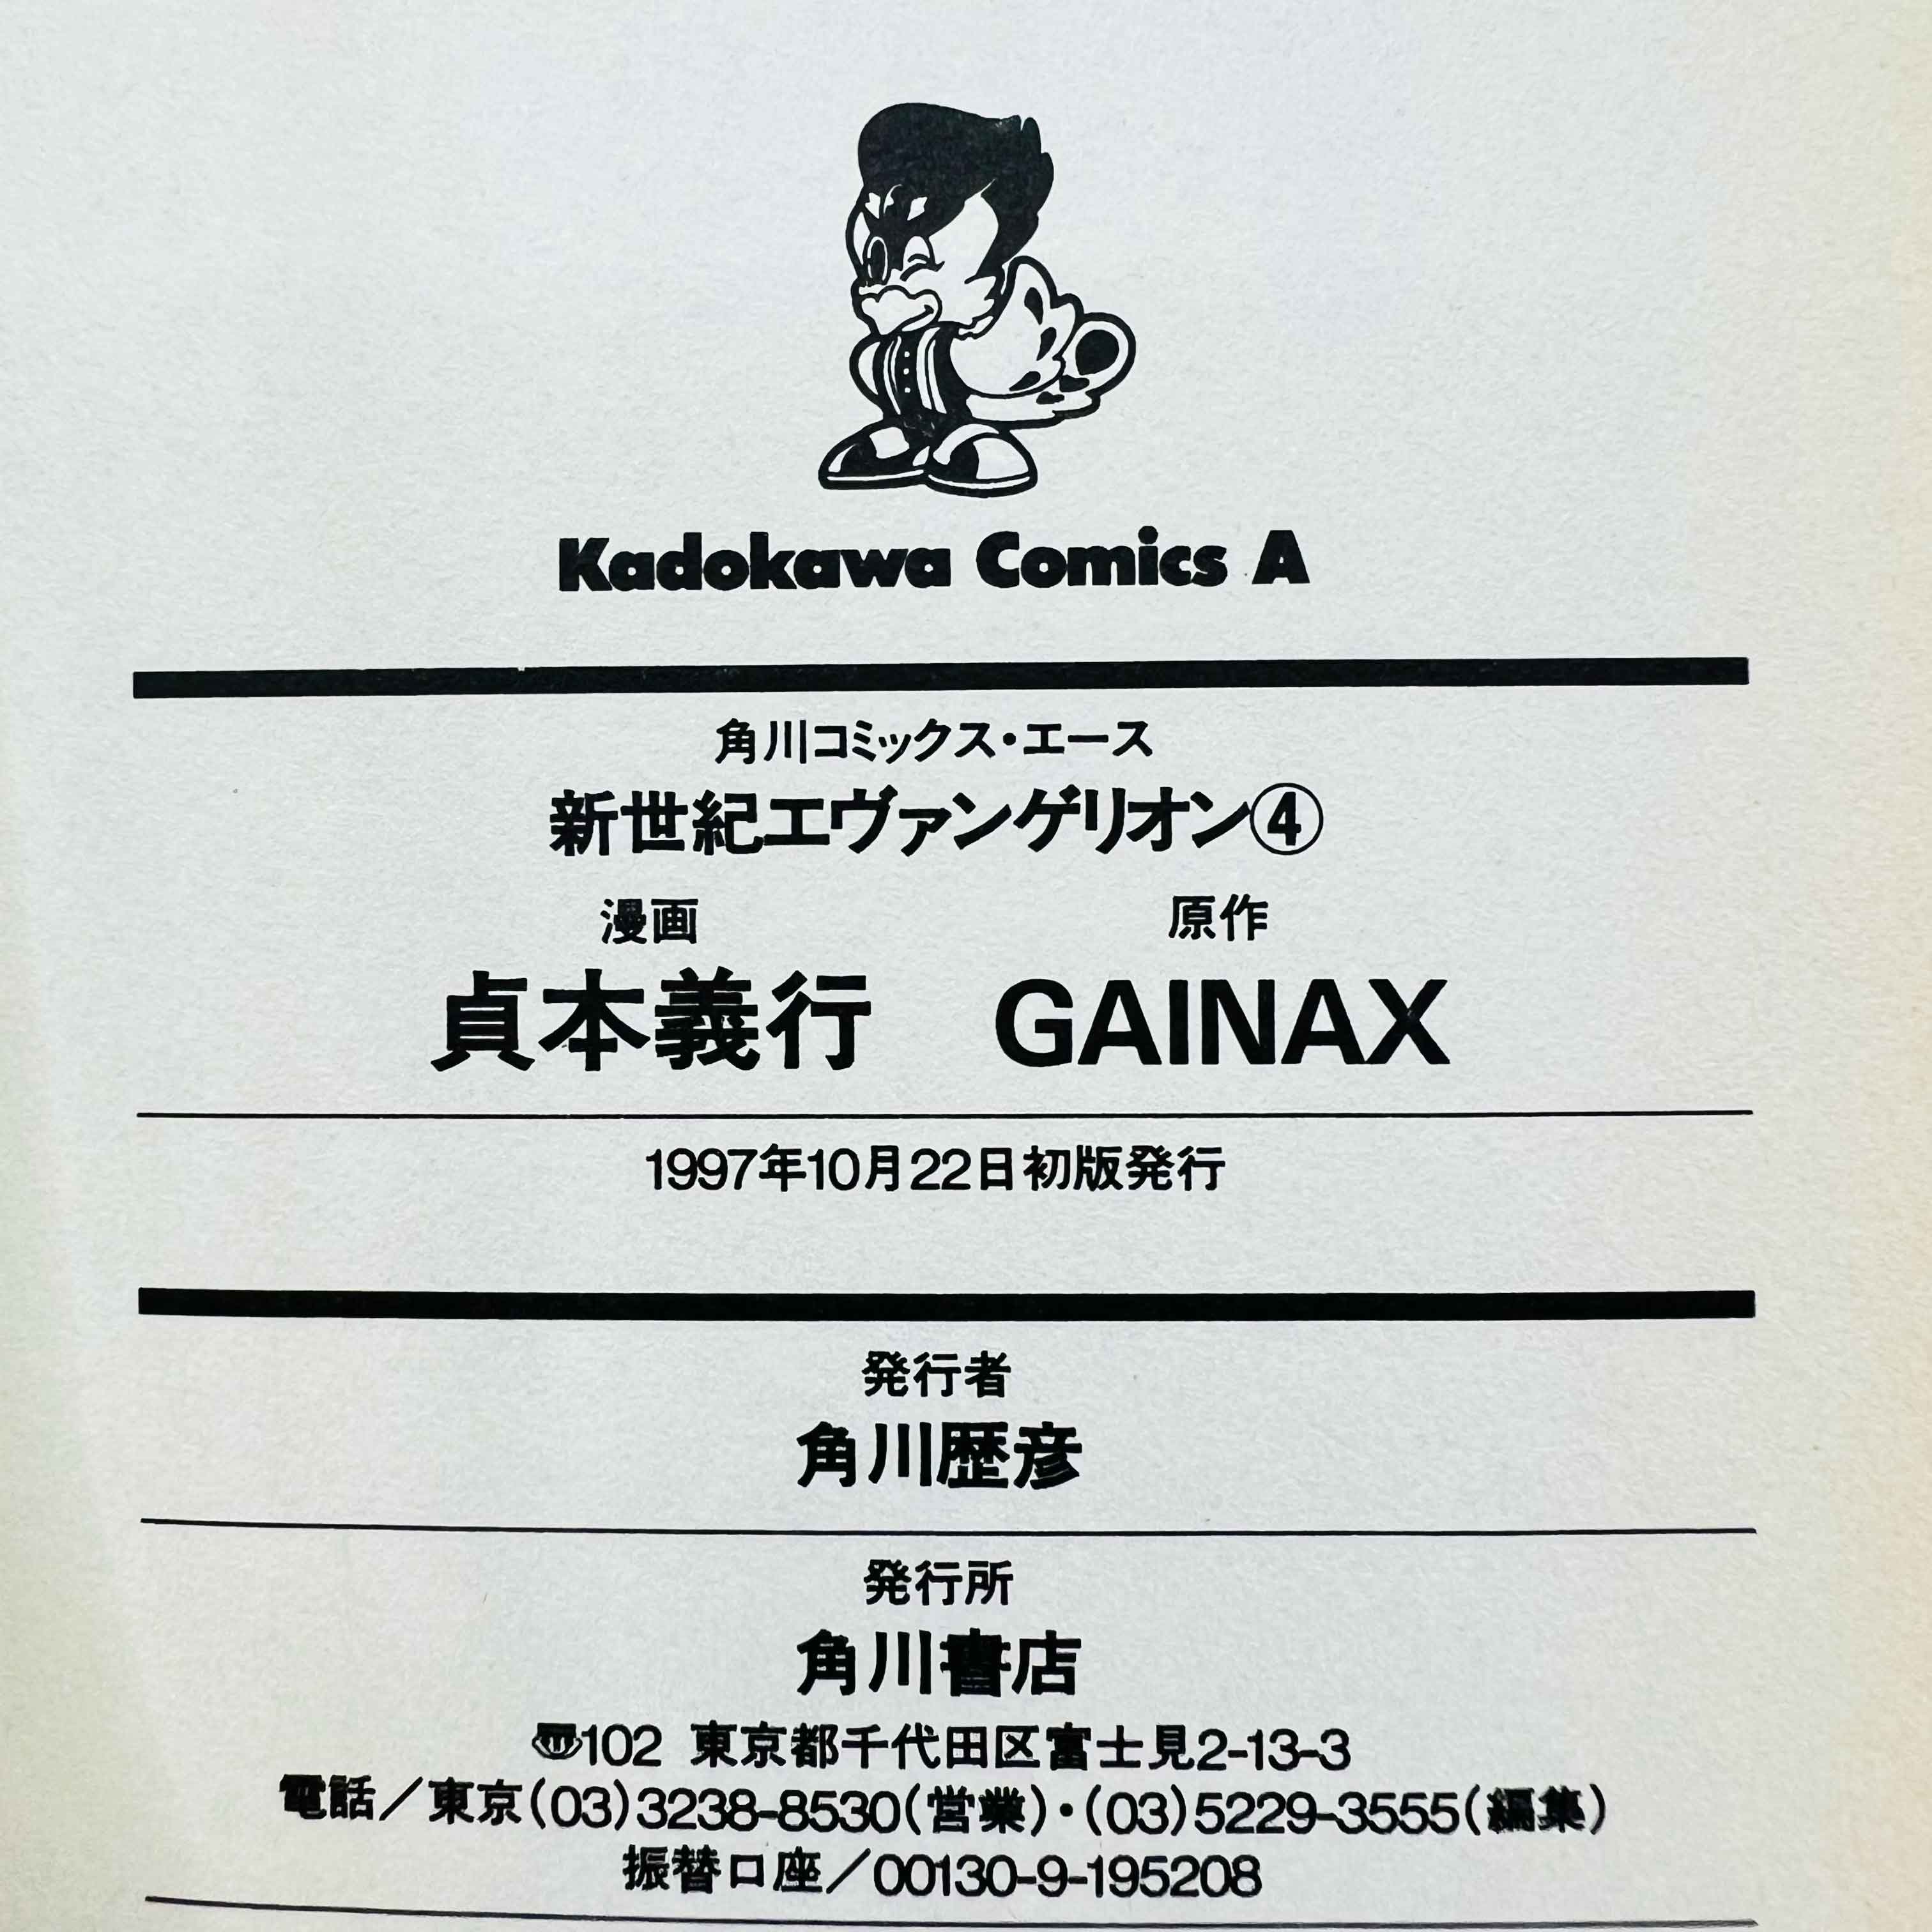 Kadokawa Comics A
角川コミックス・エース
新世紀エヴァンゲリオン④
漫画 原作
貞本義行 GAINAX
1997年10月22日初版発行
発行者
角川歴彦
発行所
角川書店
〠102 東京都千代田区富士見2-13-3
電話／東京(03)3238-8530(営業)・(03)5229-3555(編集)
振替口座／00130-9-195208